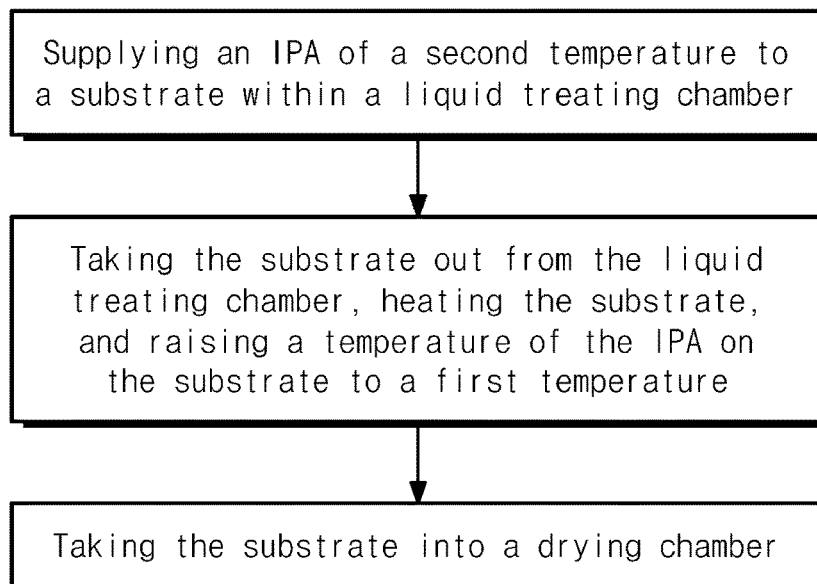 Supplying an IPA of a second temperature to
a substrate within a liquid treating chamber
Taking the substrate out from the liquid
treating chamber, heating the substrate,
and raising a temperature of the IPA on
the substrate to a first temperature
Taking the substrate into a drying chamber